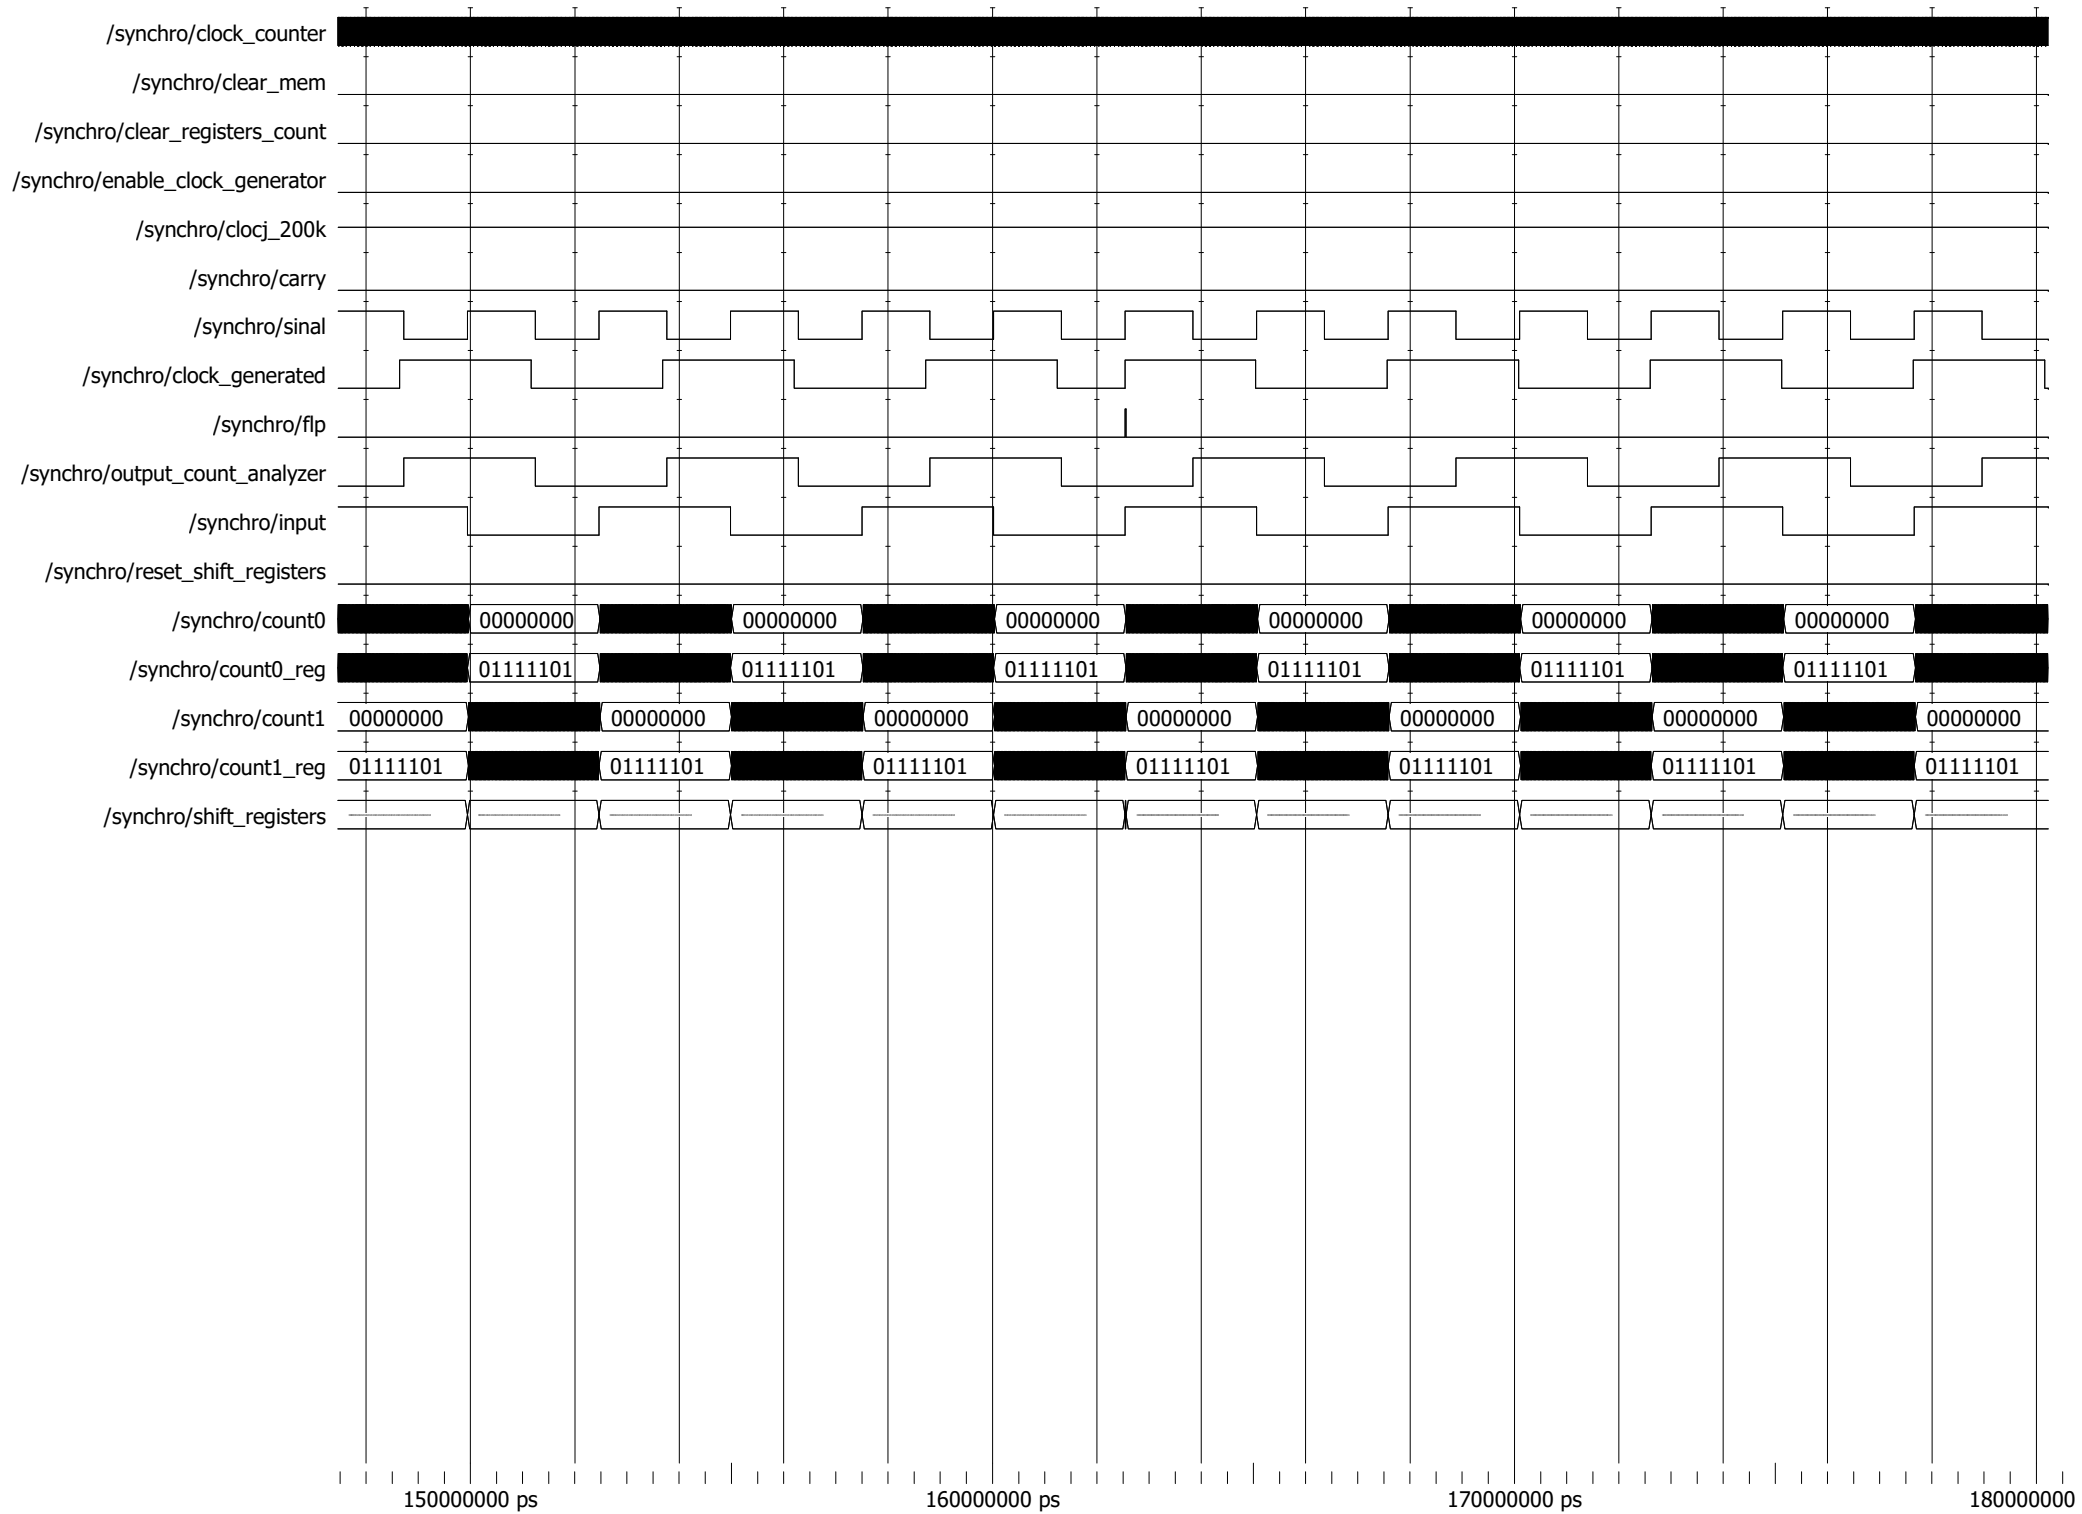 /synchro/clock_counter
/synchro/clear_mem
/synchro/clear_registers_count
/synchro/enable_clock_generator
/synchro/clocj_200k
/synchro/carry
/synchro/sinal
/synchro/clock_generated
/synchro/flp
/synchro/output_count_analyzer
/synchro/input
/synchro/reset_shift_registers
/synchro/count0 00000000 00000000 00000000 00000000 00000000 00000000
/synchro/count0_reg 01111101 01111101 01111101 01111101 01111101 01111101
/synchro/count1 00000000 00000000 00000000 00000000 00000000 00000000 00000000
/synchro/count1_reg 01111101 01111101 01111101 01111101 01111101 01111101 01111101
/synchro/shift_registers
150000000 ps 160000000 ps 170000000 ps 180000000